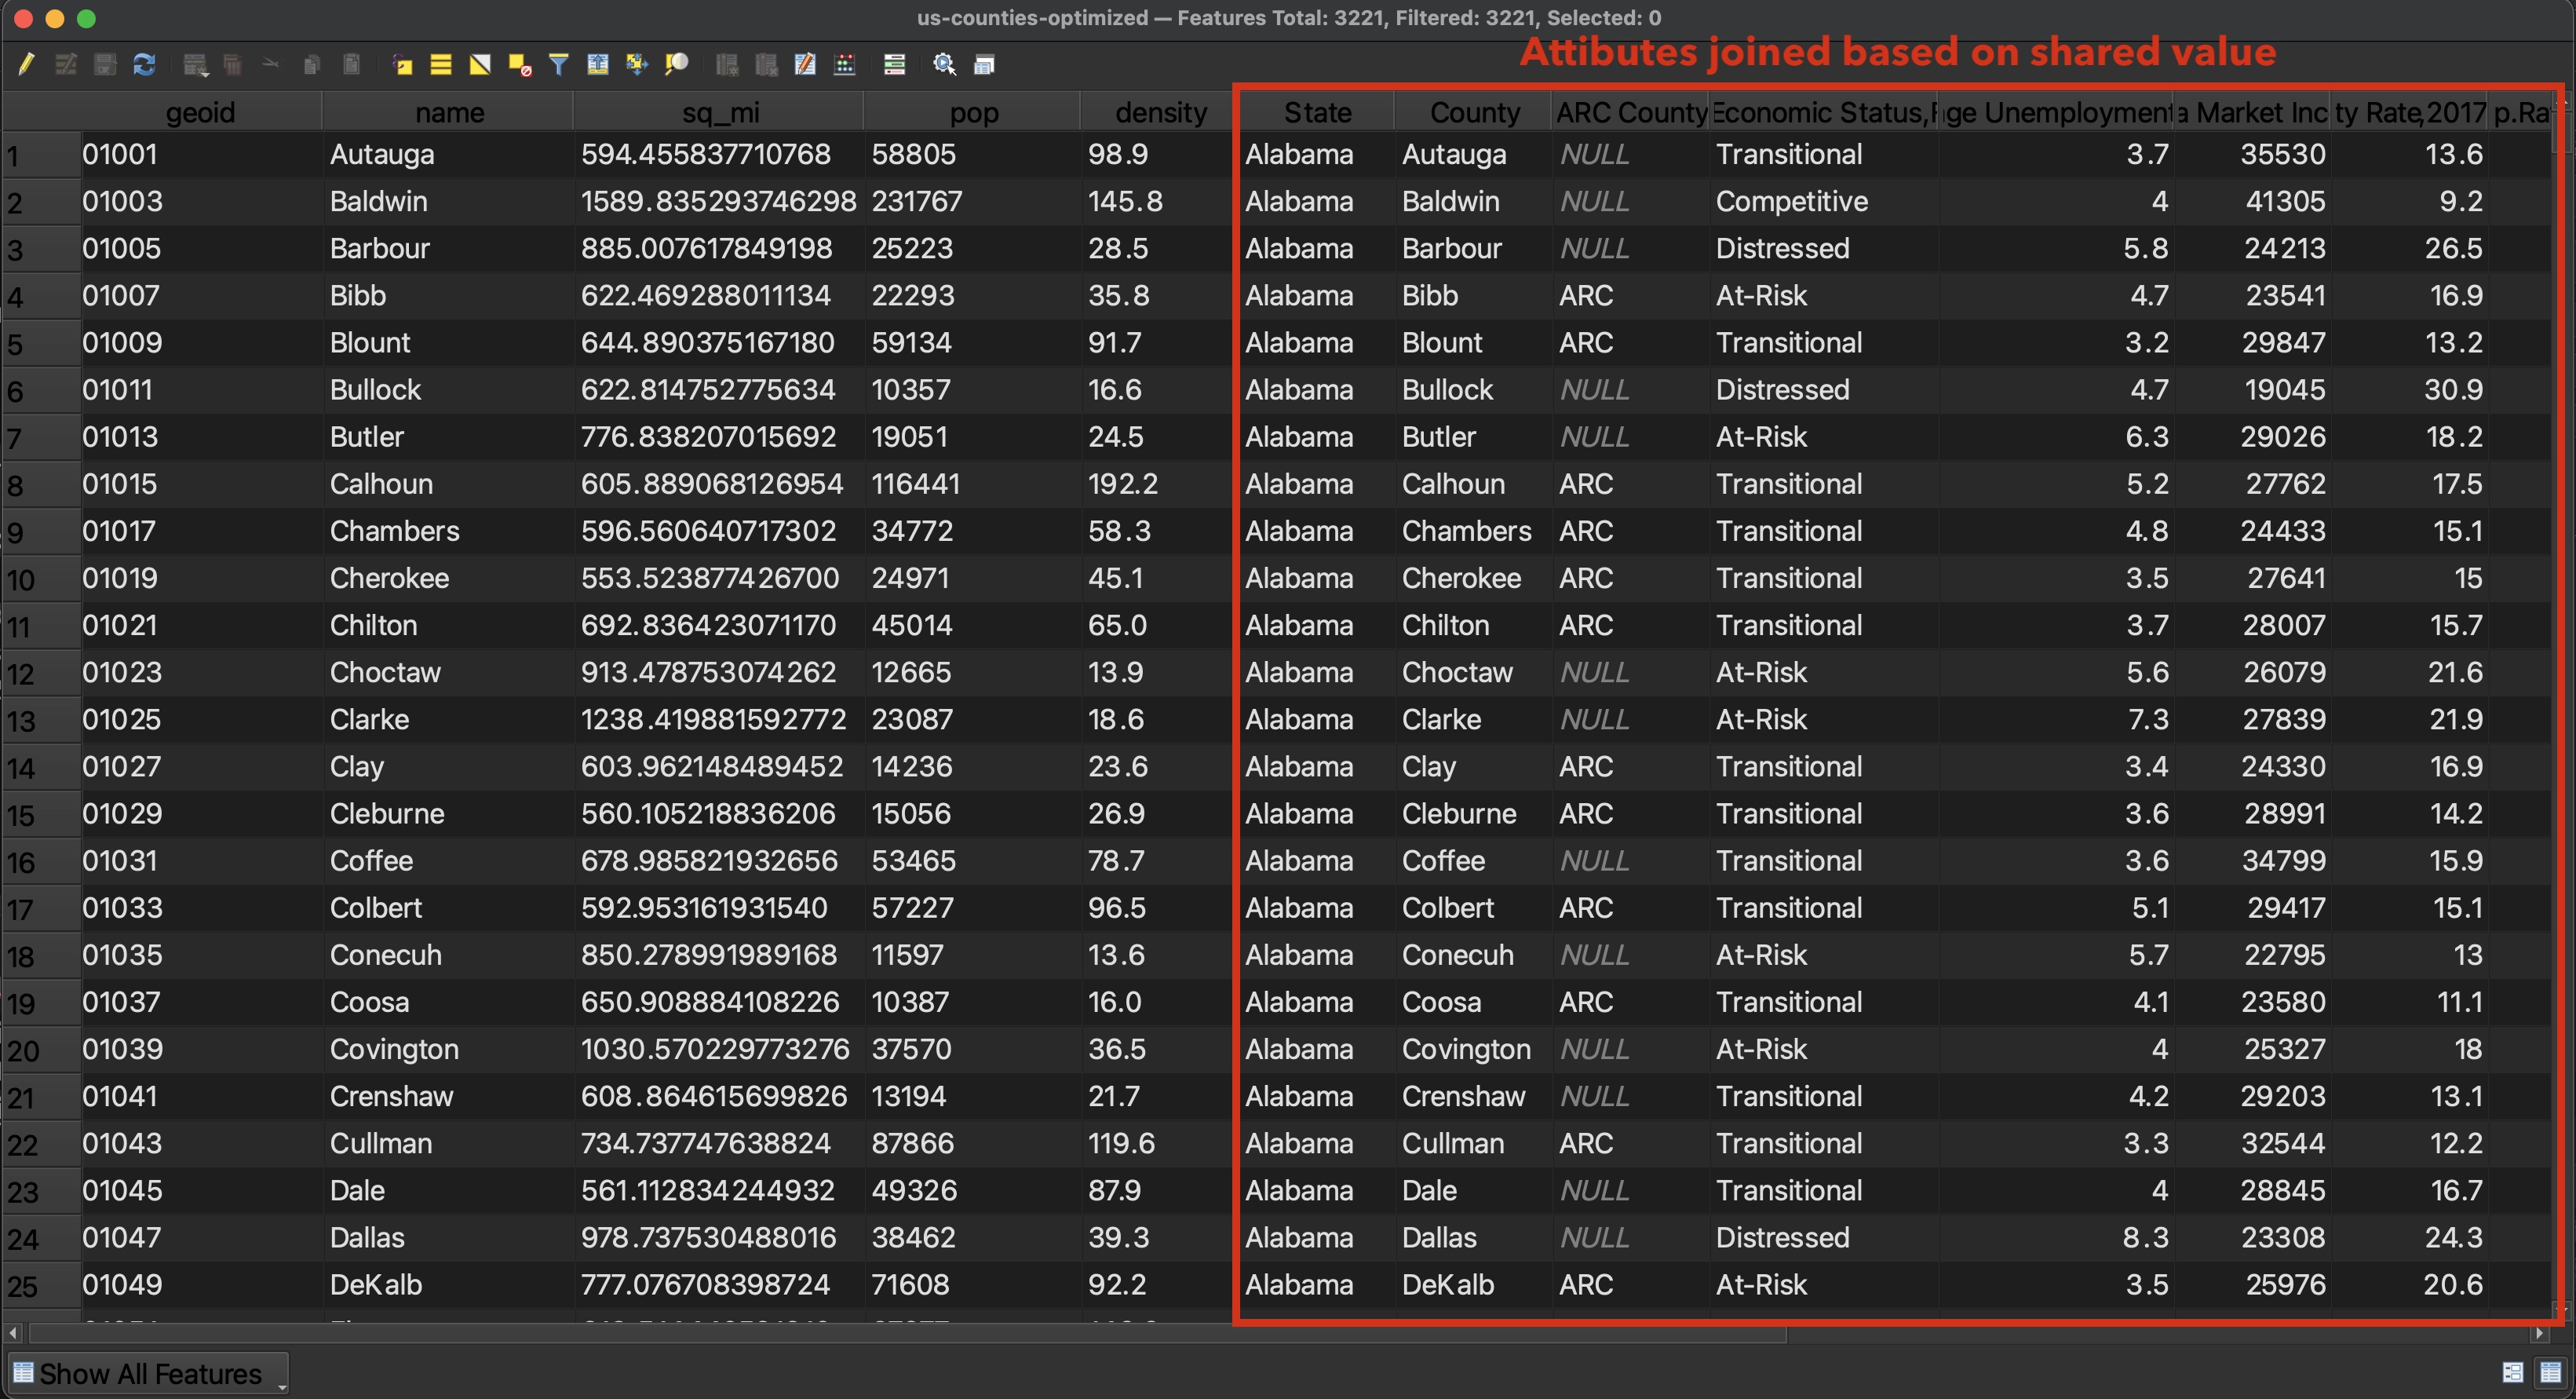 us-counties-optimized — Features Total: 3221, Filtered: 3221, Selected: 0
Attibutes joined based on shared value
geoid name sq_mi pop density State County ARC County Economic Status, ge Unemployment Market Inc ty Rate, 2017 p.Ra
1 01001 Autauga 594.455837710768 58805 98.9 Alabama Autauga NULL Transitional 3.7 35530 13.6
2 01003 Baldwin 1589.835293746298 231767 145.8 Alabama Baldwin NULL Competitive 4 41305 9.2
3 01005 Barbour 885.007617849198 25223 28.5 Alabama Barbour NULL Distressed 5.8 24213 26.5
4 01007 Bibb 622.469288011134 22293 35.8 Alabama Bibb ARC At-Risk 4.7 23541 16.9
5 01009 Blount 644.890375167180 59134 91.7 Alabama Blount ARC Transitional 3.2 29847 13.2
6 01011 Bullock 622.814752775634 10357 16.6 Alabama Bullock NULL Distressed 4.7 19045 30.9
7 01013 Butler 776.838207015692 19051 24.5 Alabama Butler NULL At-Risk 6.3 29026 18.2
8 01015 Calhoun 605.889068126954 116441 192.2 Alabama Calhoun ARC Transitional 5.2 27762 17.5
9 01017 Chambers 596.560640717302 34772 58.3 Alabama Chambers ARC Transitional 4.8 24433 15.1
10 01019 Cherokee 553.523877426700 24971 45.1 Alabama Cherokee ARC Transitional 3.5 27641 15
11 01021 Chilton 692.836423071170 45014 65.0 Alabama Chilton ARC Transitional 3.7 28007 15.7
12 01023 Choctaw 913.478753074262 12665 13.9 Alabama Choctaw NULL At-Risk 5.6 26079 21.6
13 01025 Clarke 1238.419881592772 23087 18.6 Alabama Clarke NULL At-Risk 7.3 27839 21.9
14 01027 Clay 603.962148489452 14236 23.6 Alabama Clay ARC Transitional 3.4 24330 16.9
15 01029 Cleburne 560.105218836206 15056 26.9 Alabama Cleburne ARC Transitional 3.6 28991 14.2
16 01031 Coffee 678.985821932656 53465 78.7 Alabama Coffee NULL Transitional 3.6 34799 15.9
17 01033 Colbert 592.953161931540 57227 96.5 Alabama Colbert ARC Transitional 5.1 29417 15.1
18 01035 Conecuh 850.278991989168 11597 13.6 Alabama Conecuh NULL At-Risk 5.7 22795 13
19 01037 Coosa 650.908884108226 10387 16.0 Alabama Coosa ARC Transitional 4.1 23580 11.1
20 01039 Covington 1030.570229773276 37570 36.5 Alabama Covington NULL At-Risk 4 25327 18
21 01041 Crenshaw 608.864615699826 13194 21.7 Alabama Crenshaw NULL Transitional 4.2 29203 13.1
22 01043 Cullman 734.737747638824 87866 119.6 Alabama Cullman ARC Transitional 3.3 32544 12.2
23 01045 Dale 561.112834244932 49326 87.9 Alabama Dale NULL Transitional 4 28845 16.7
24 01047 Dallas 978.737530488016 38462 39.3 Alabama Dallas NULL Distressed 8.3 23308 24.3
25 01049 DeKalb 777.076708398724 71608 92.2 Alabama DeKalb ARC At-Risk 3.5 25976 20.6
Show All Features